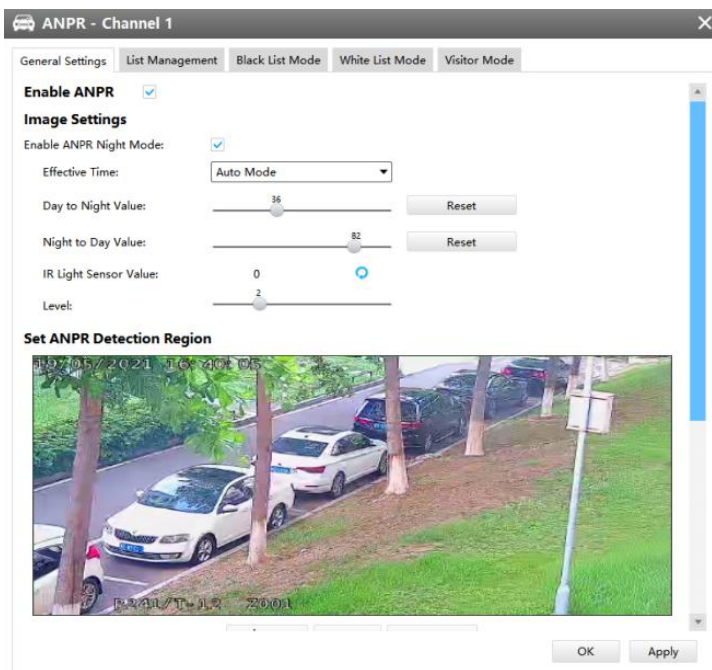 ANPR - Channel 1
General Settings List Management Black List Mode White List Mode Visitor Mode
Enable ANPR
Image Settings
Enable ANPR Night Mode:
Effective Time: Auto Mode
Day to Night Value: 36 Reset
Night to Day Value: 82 Reset
IR Light Sensor Value: 0
Level: 2
Set ANPR Detection Region
19/05/2021 16:40:05
P241/T-12 Z001
OK Apply